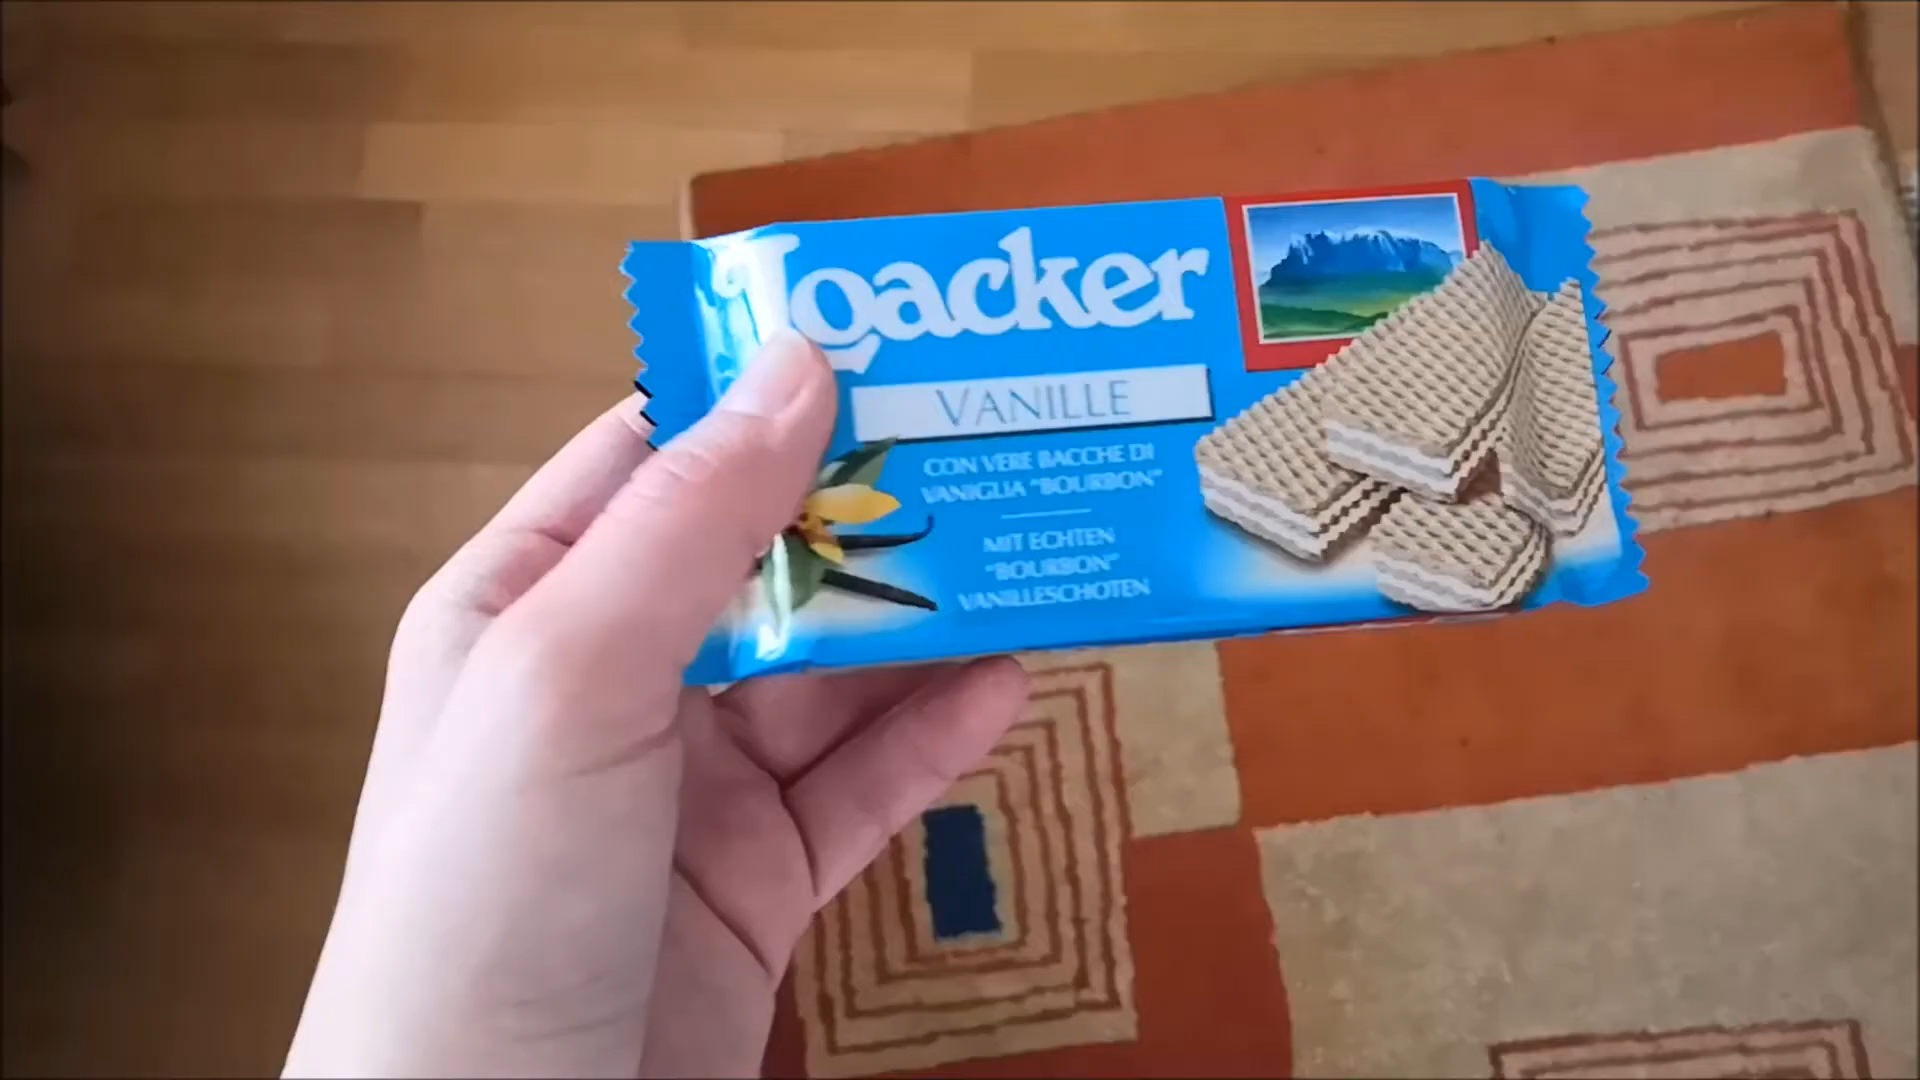 Loacker
VANILLE
CON VERE BACCHE DI
VANIGLIA "BOURBON"
MIT ECHTEN
"BOURBON"
VANILLESCHOTEN